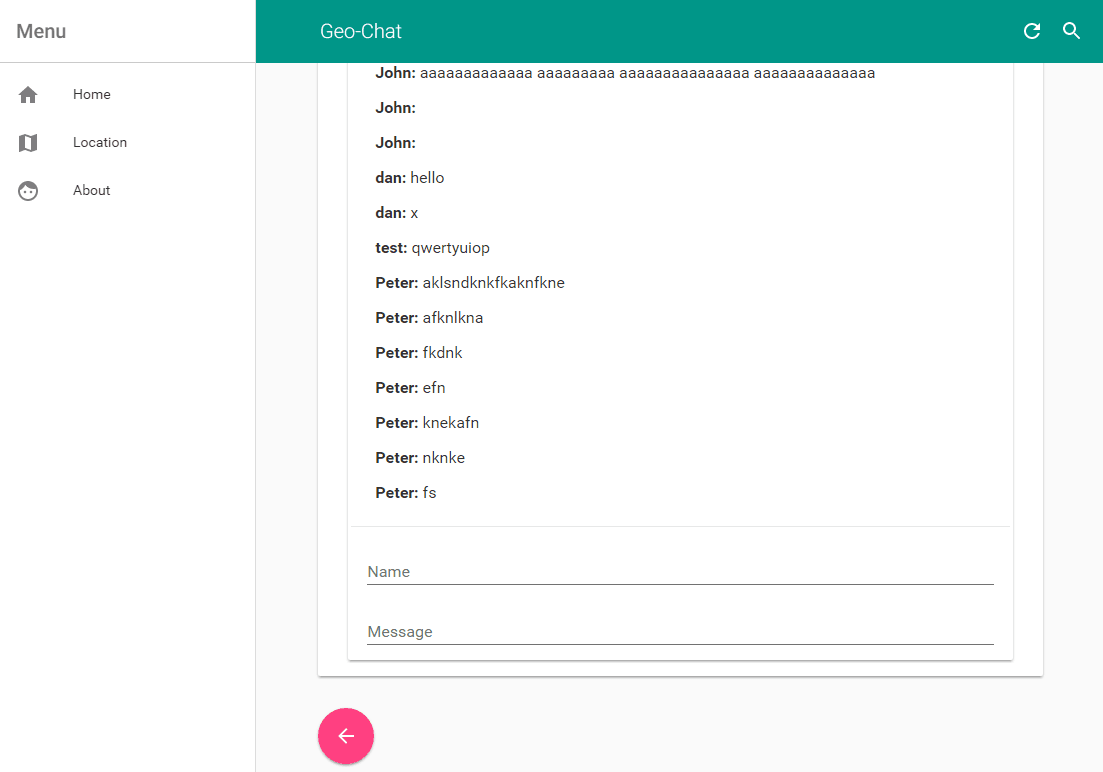 Menu
Geo-Chat
Home
Location
About
John: aaaaaaaaaaaaa aaaaaaaaa aaaaaaaaaaaaaaa aaaaaaaaaaaaaa
John:
John:
dan: hello
dan: x
test: qwertyuiop
Peter: aklsndknkfkaknfkne
Peter: afknlkna
Peter: fkdnk
Peter: efn
Peter: knekafn
Peter: nknke
Peter: fs
Name
Message